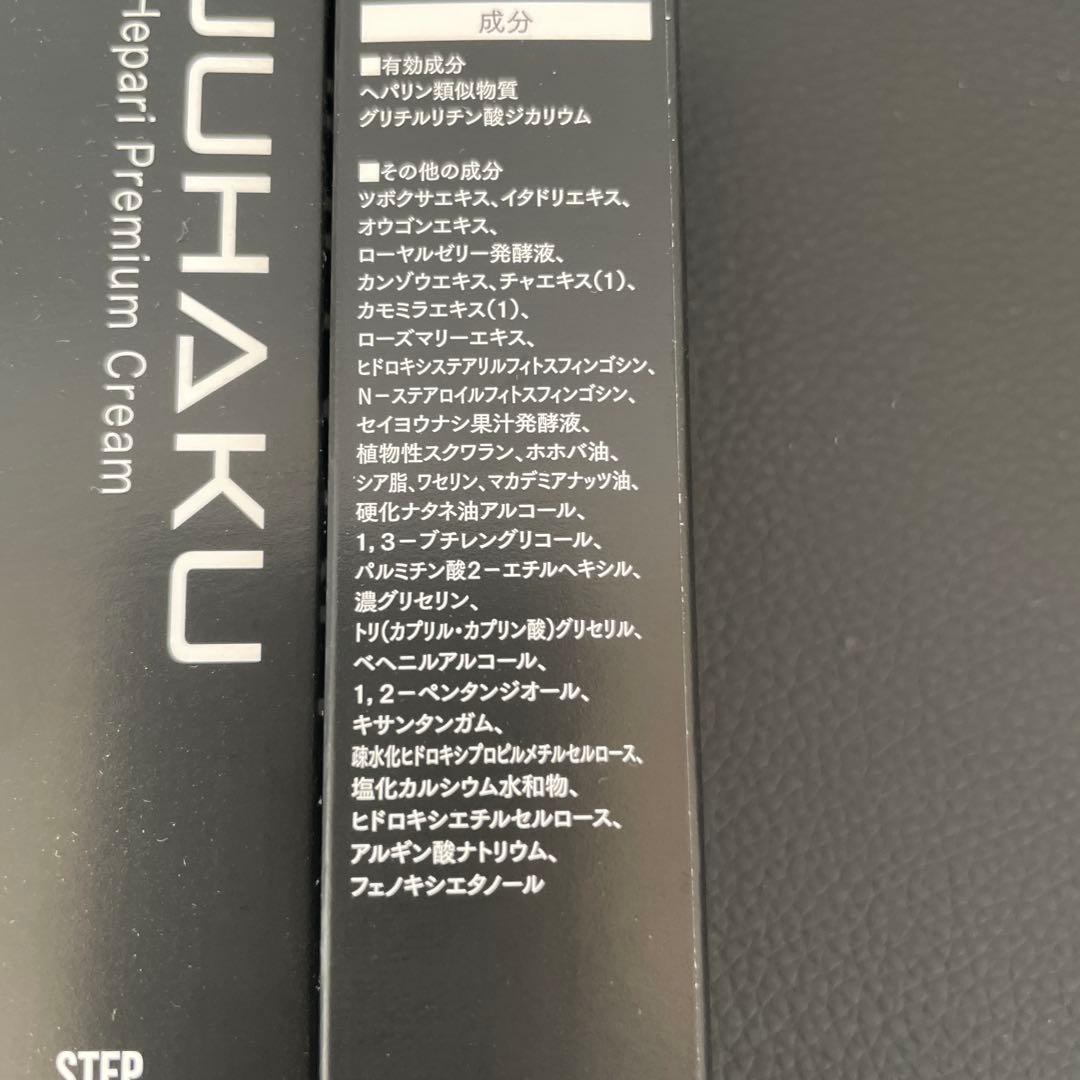 JUHAKU
Hepari Premium Cream
STEP
成分
■有効成分
ヘパリン類似物質
グリチルリチン酸ジカリウム
■その他の成分
ツボクサエキス、イタドリエキス、
オウゴンエキス、
ローヤルゼリー発酵液、
カンゾウエキス、チャエキス(1)、
カモミラエキス(1)、
ローズマリーエキス、
ヒドロキシステアリルフィトスフィンゴシン、
N－ステアロイルフィトスフィンゴシン、
セイヨウナシ果汁発酵液、
植物性スクワラン、ホホバ油、
シア脂、ワセリン、マカデミアナッツ油、
硬化ナタネ油アルコール、
1,3－ブチレングリコール、
パルミチン酸2－エチルヘキシル、
濃グリセリン、
トリ(カプリル・カプリン酸)グリセリル、
ベヘニルアルコール、
1,2－ペンタンジオール、
キサンタンガム、
疎水化ヒドロキシプロピルメチルセルロース、
塩化カルシウム水和物、
ヒドロキシエチルセルロース、
アルギン酸ナトリウム、
フェノキシエタノール